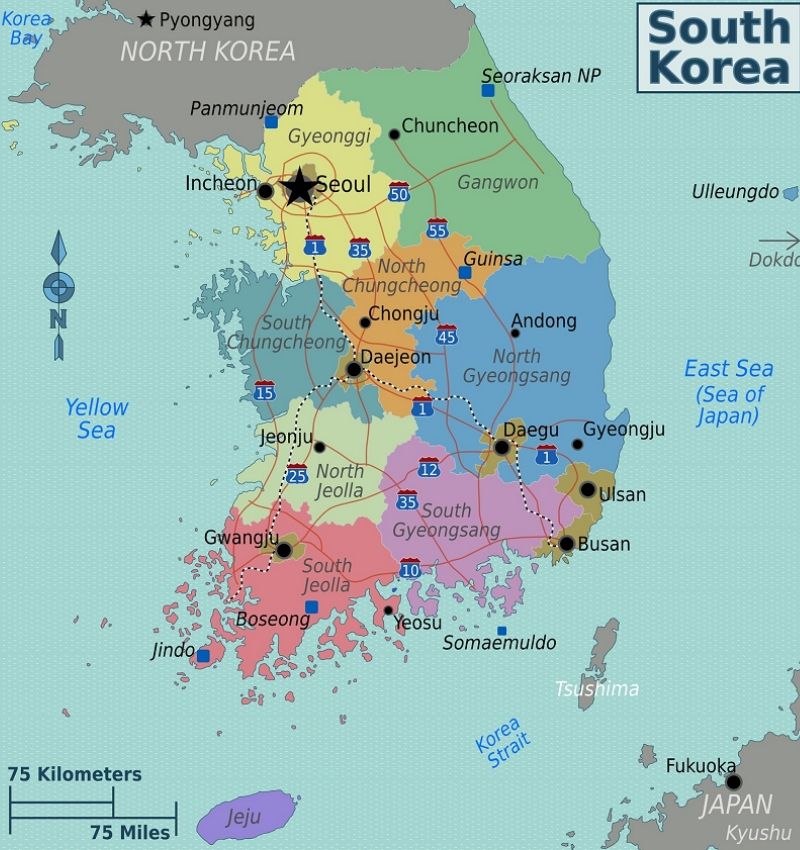 Korea
Bay
Pyongyang
NORTH KOREA
South
Korea
Seoraksan NP
Panmunjeom
Gyeonggi
Chuncheon
Incheon
Seoul
50
Gangwon
Ulleungdo
55
1
35
Dokdo
North
Chungcheong
Guinsa
N
South
Chungcheong
Chongju
45
Andong
Daejeon
North
Gyeongsang
East Sea
(Sea of
Japan)
15
Yellow
Sea
1
Jeonju
Daegu
Gyeongju
1
25
North
Jeolla
12
35
South
Gyeongsang
Ulsan
Gwangju
Busan
South
Jeolla
10
Boseong
Yeosu
Somaemuldo
Jindo
Tsushima
Korea
Strait
75 Kilometers
75 Miles
Jeju
Fukuoka
JAPAN
Kyushu